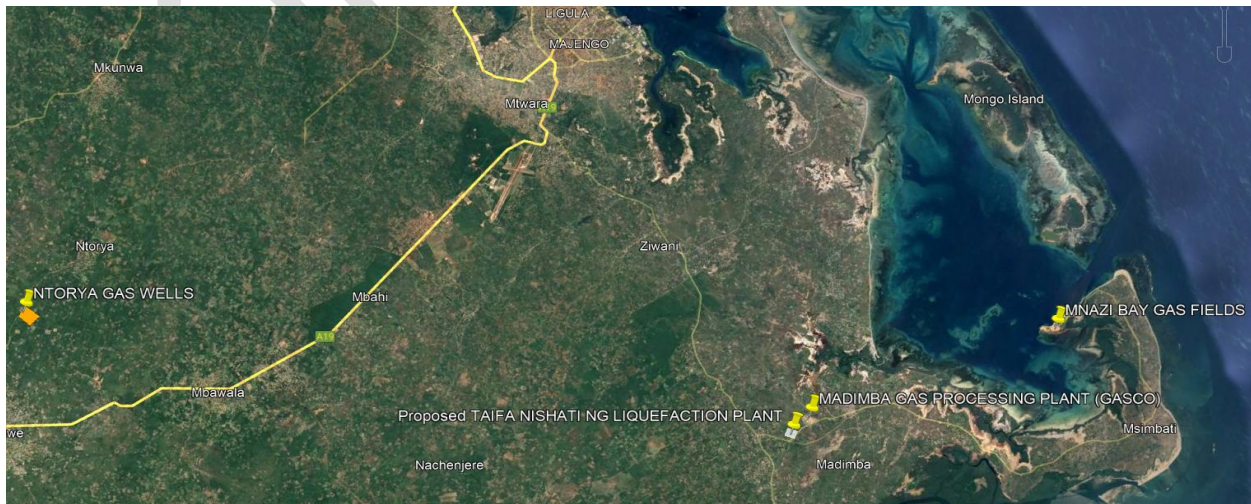 LIGULA
MAJENGO
Mkunwa
Mongo Island
Mtwara
Ntorya
Ziwani
NTORYA GAS WELLS
Mbahi
MNAZI BAY GAS FIELDS
A19
Mbawala
MADIMBA GAS PROCESSING PLANT (GASCO)
Proposed TAIFA NISHATI NG LIQUEFACTION PLANT
Msimbati
we
Nachenjere
Madimba